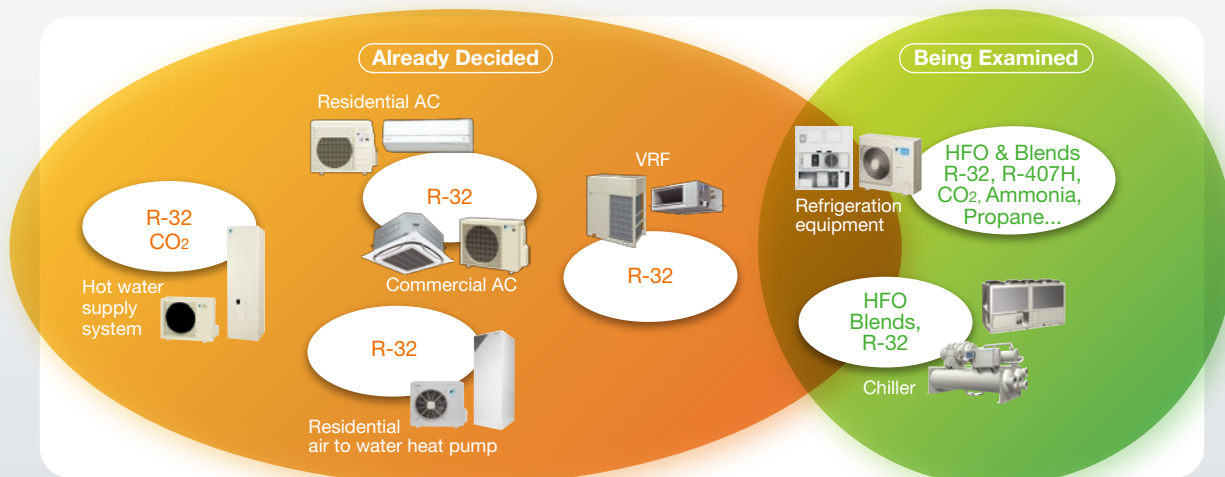 Already Decided
Being Examined
Residential AC
R-32
Commercial AC
VRF
R-32
R-32
CO2
Hot water
supply
system
R-32
Residential
air to water heat pump
Refrigeration
equipment
HFO & Blends
R-32, R-407H,
CO2, Ammonia,
Propane...
HFO
Blends,
R-32
Chiller